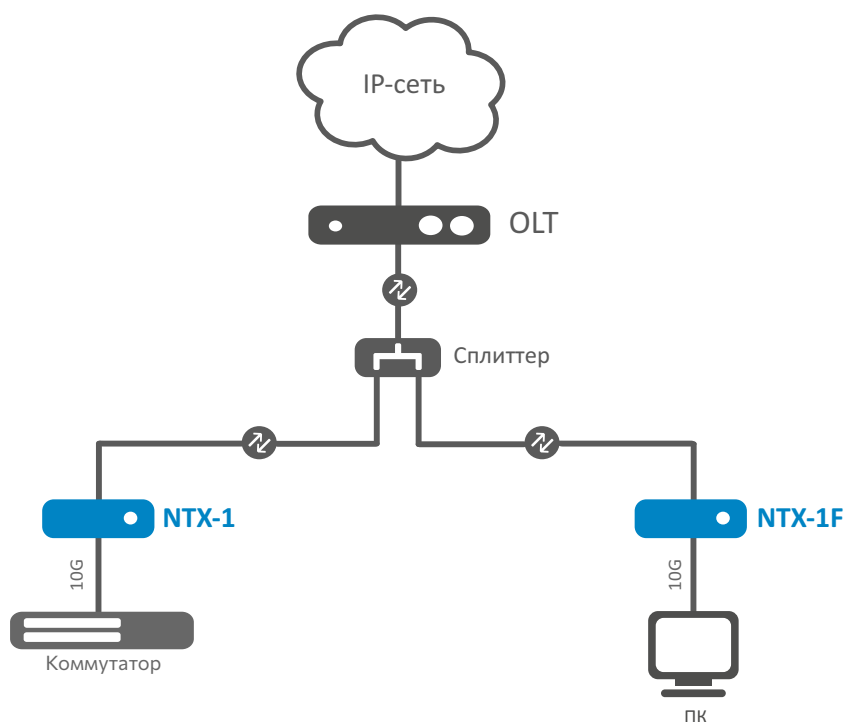 IP-сеть
OLT
Сплиттер
NTX-1
NTX-1F
10G
10G
Коммутатор
ПК